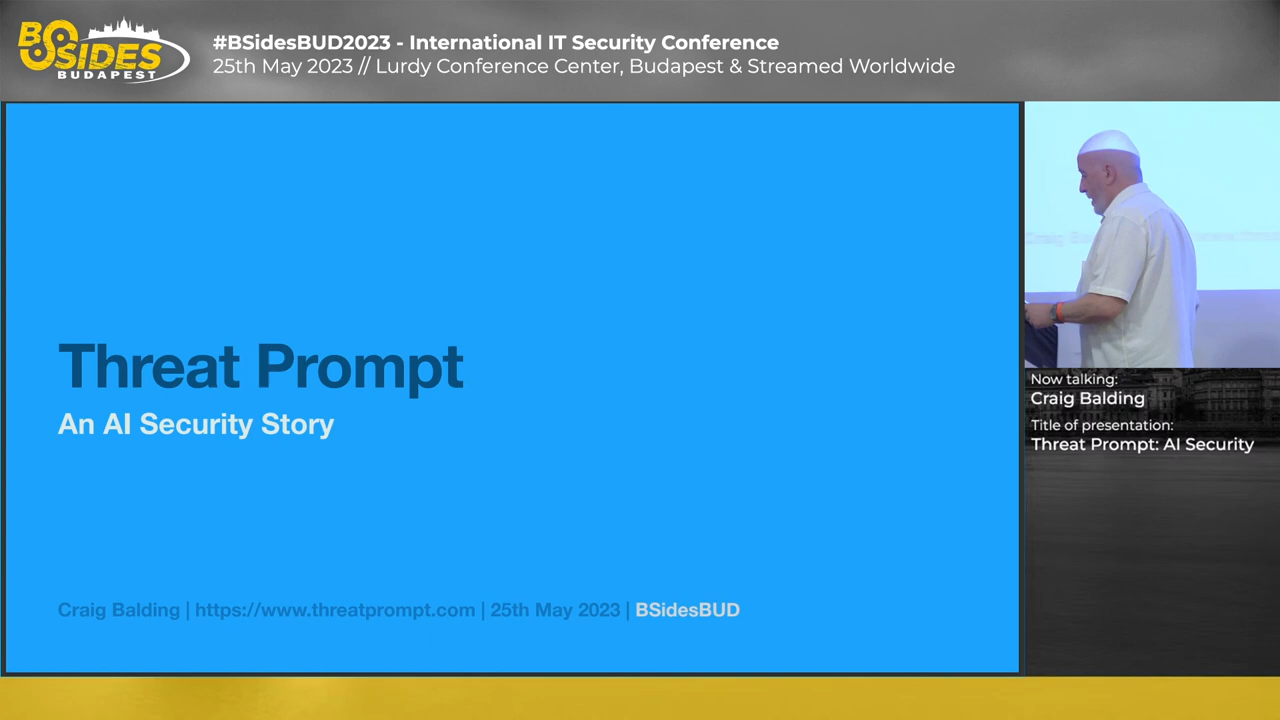 BSIDES
BUDAPEST
#BSidesBUD2023 - International IT Security Conference
25th May 2023 // Lurdy Conference Center, Budapest & Streamed Worldwide
Threat Prompt
An AI Security Story
Craig Balding | https://www.threatprompt.com | 25th May 2023 | BSidesBUD
Now talking:
Craig Balding
Title of presentation:
Threat Prompt: AI Security